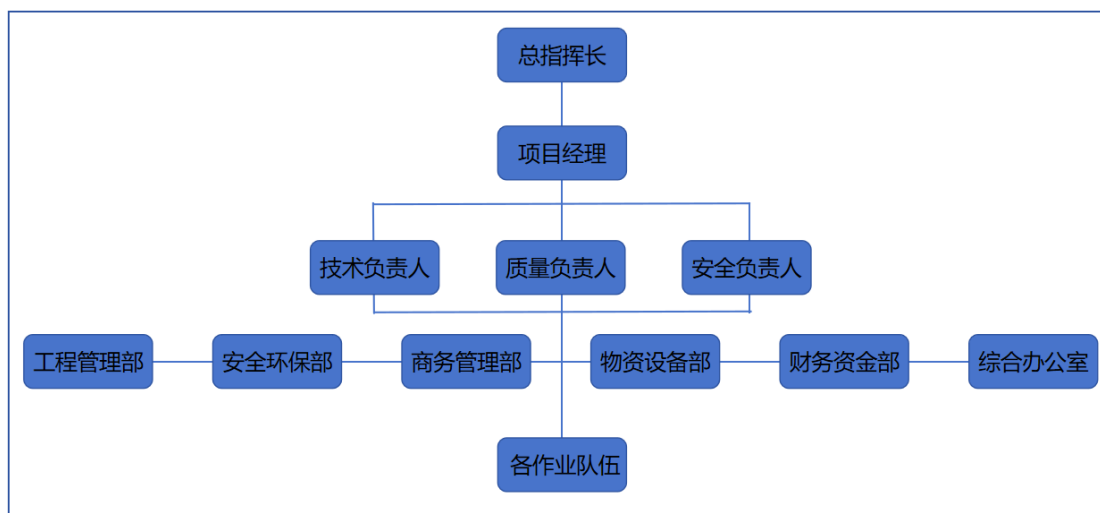 总指挥长
项目经理
技术负责人
质量负责人
安全负责人
工程管理部
安全环保部
商务管理部
物资设备部
财务资金部
综合办公室
各作业队伍